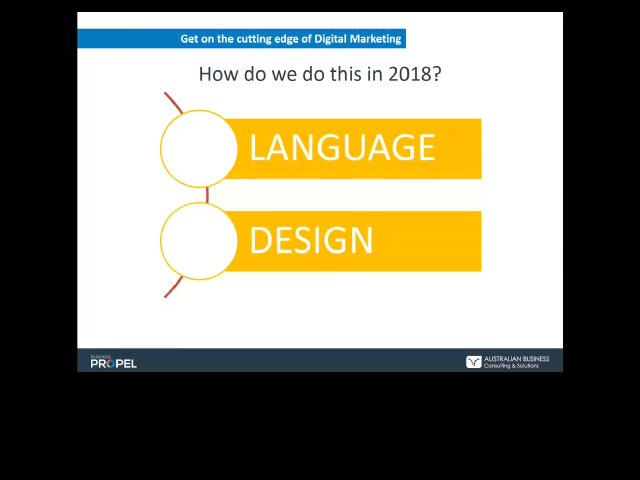 Get on the cutting edge of Digital Marketing
How do we do this in 2018?
LANGUAGE
DESIGN
business
PROPEL
AUSTRALIAN BUSINESS
Consulting & Solutions